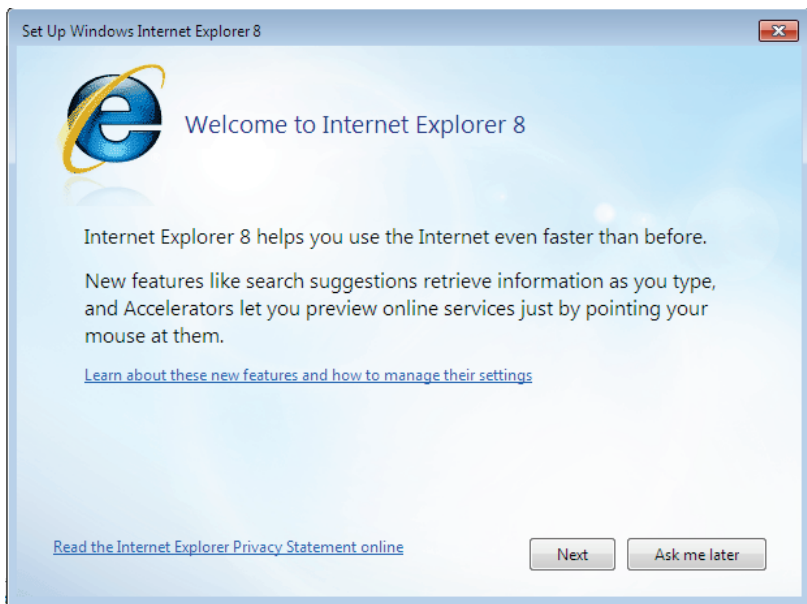 Set Up Windows Internet Explorer 8
Welcome to Internet Explorer 8
Internet Explorer 8 helps you use the Internet even faster than before.
New features like search suggestions retrieve information as you type,
and Accelerators let you preview online services just by pointing your
mouse at them.
Learn about these new features and how to manage their settings
Read the Internet Explorer Privacy Statement online
Next
Ask me later